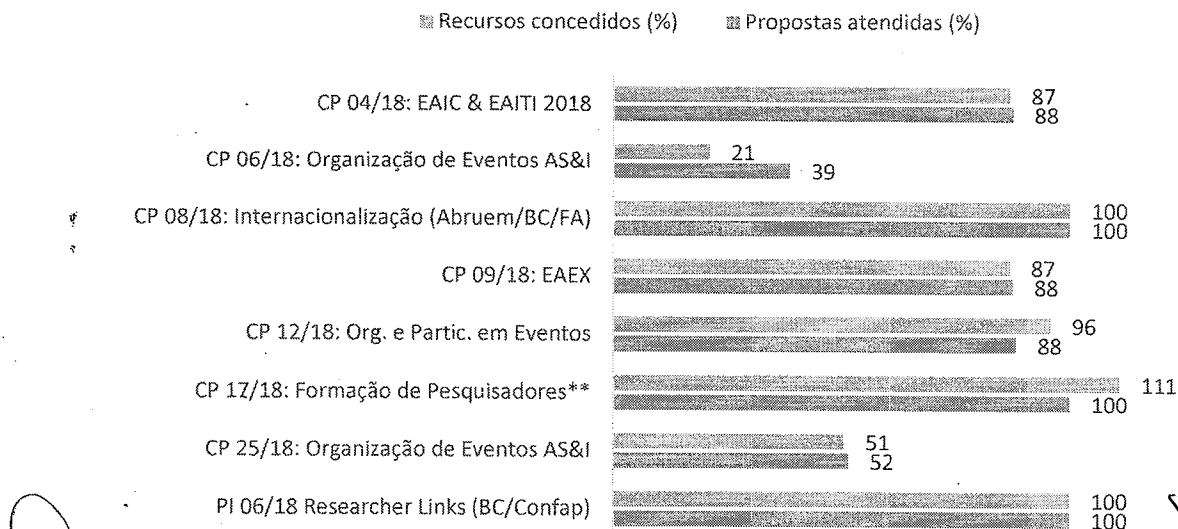 Recursos concedidos (%) Propostas atendidas (%)
CP 04/18: EAIC & EAITI 2018 87
88
CP 06/18: Organização de Eventos AS&I 21
39
CP 08/18: Internacionalização (Abruem/BC/FA) 100
100
CP 09/18: EAEX 87
88
CP 12/18: Org. e Partic. em Eventos 96
88
CP 17/18: Formação de Pesquisadores** 111
100
CP 25/18: Organização de Eventos AS&I 51
52
PI 06/18 Researcher Links (BC/Confap) 100
100